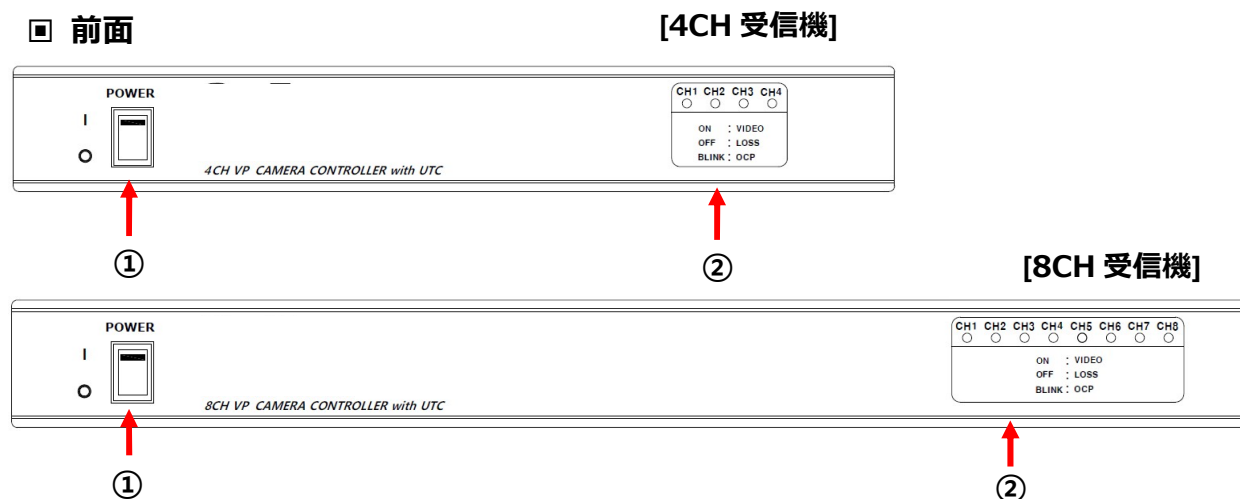 ▣ 前面
[4CH 受信機]
POWER
I
O
4CH VP CAMERA CONTROLLER with UTC
CH1 CH2 CH3 CH4
ON : VIDEO
OFF : LOSS
BLINK : OCP
①
②
[8CH 受信機]
POWER
I
O
8CH VP CAMERA CONTROLLER with UTC
CH1 CH2 CH3 CH4 CH5 CH6 CH7 CH8
ON : VIDEO
OFF : LOSS
BLINK : OCP
①
②